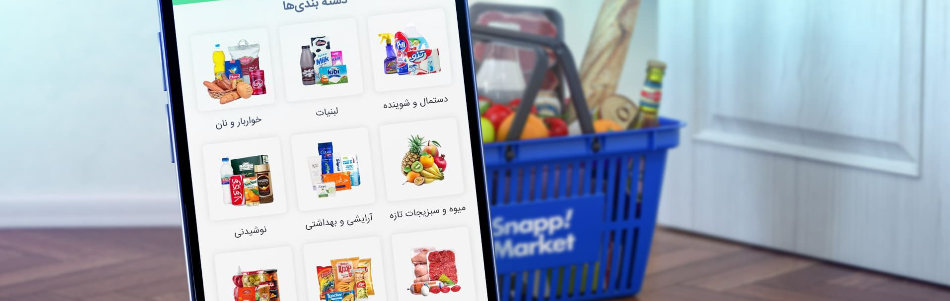 دسته بندی‌ها
دستمال و شوینده
لبنیات
خواربار و نان
میوه و سبزیجات تازه
آرایشی و بهداشتی
نوشیدنی
Snapp!
Market